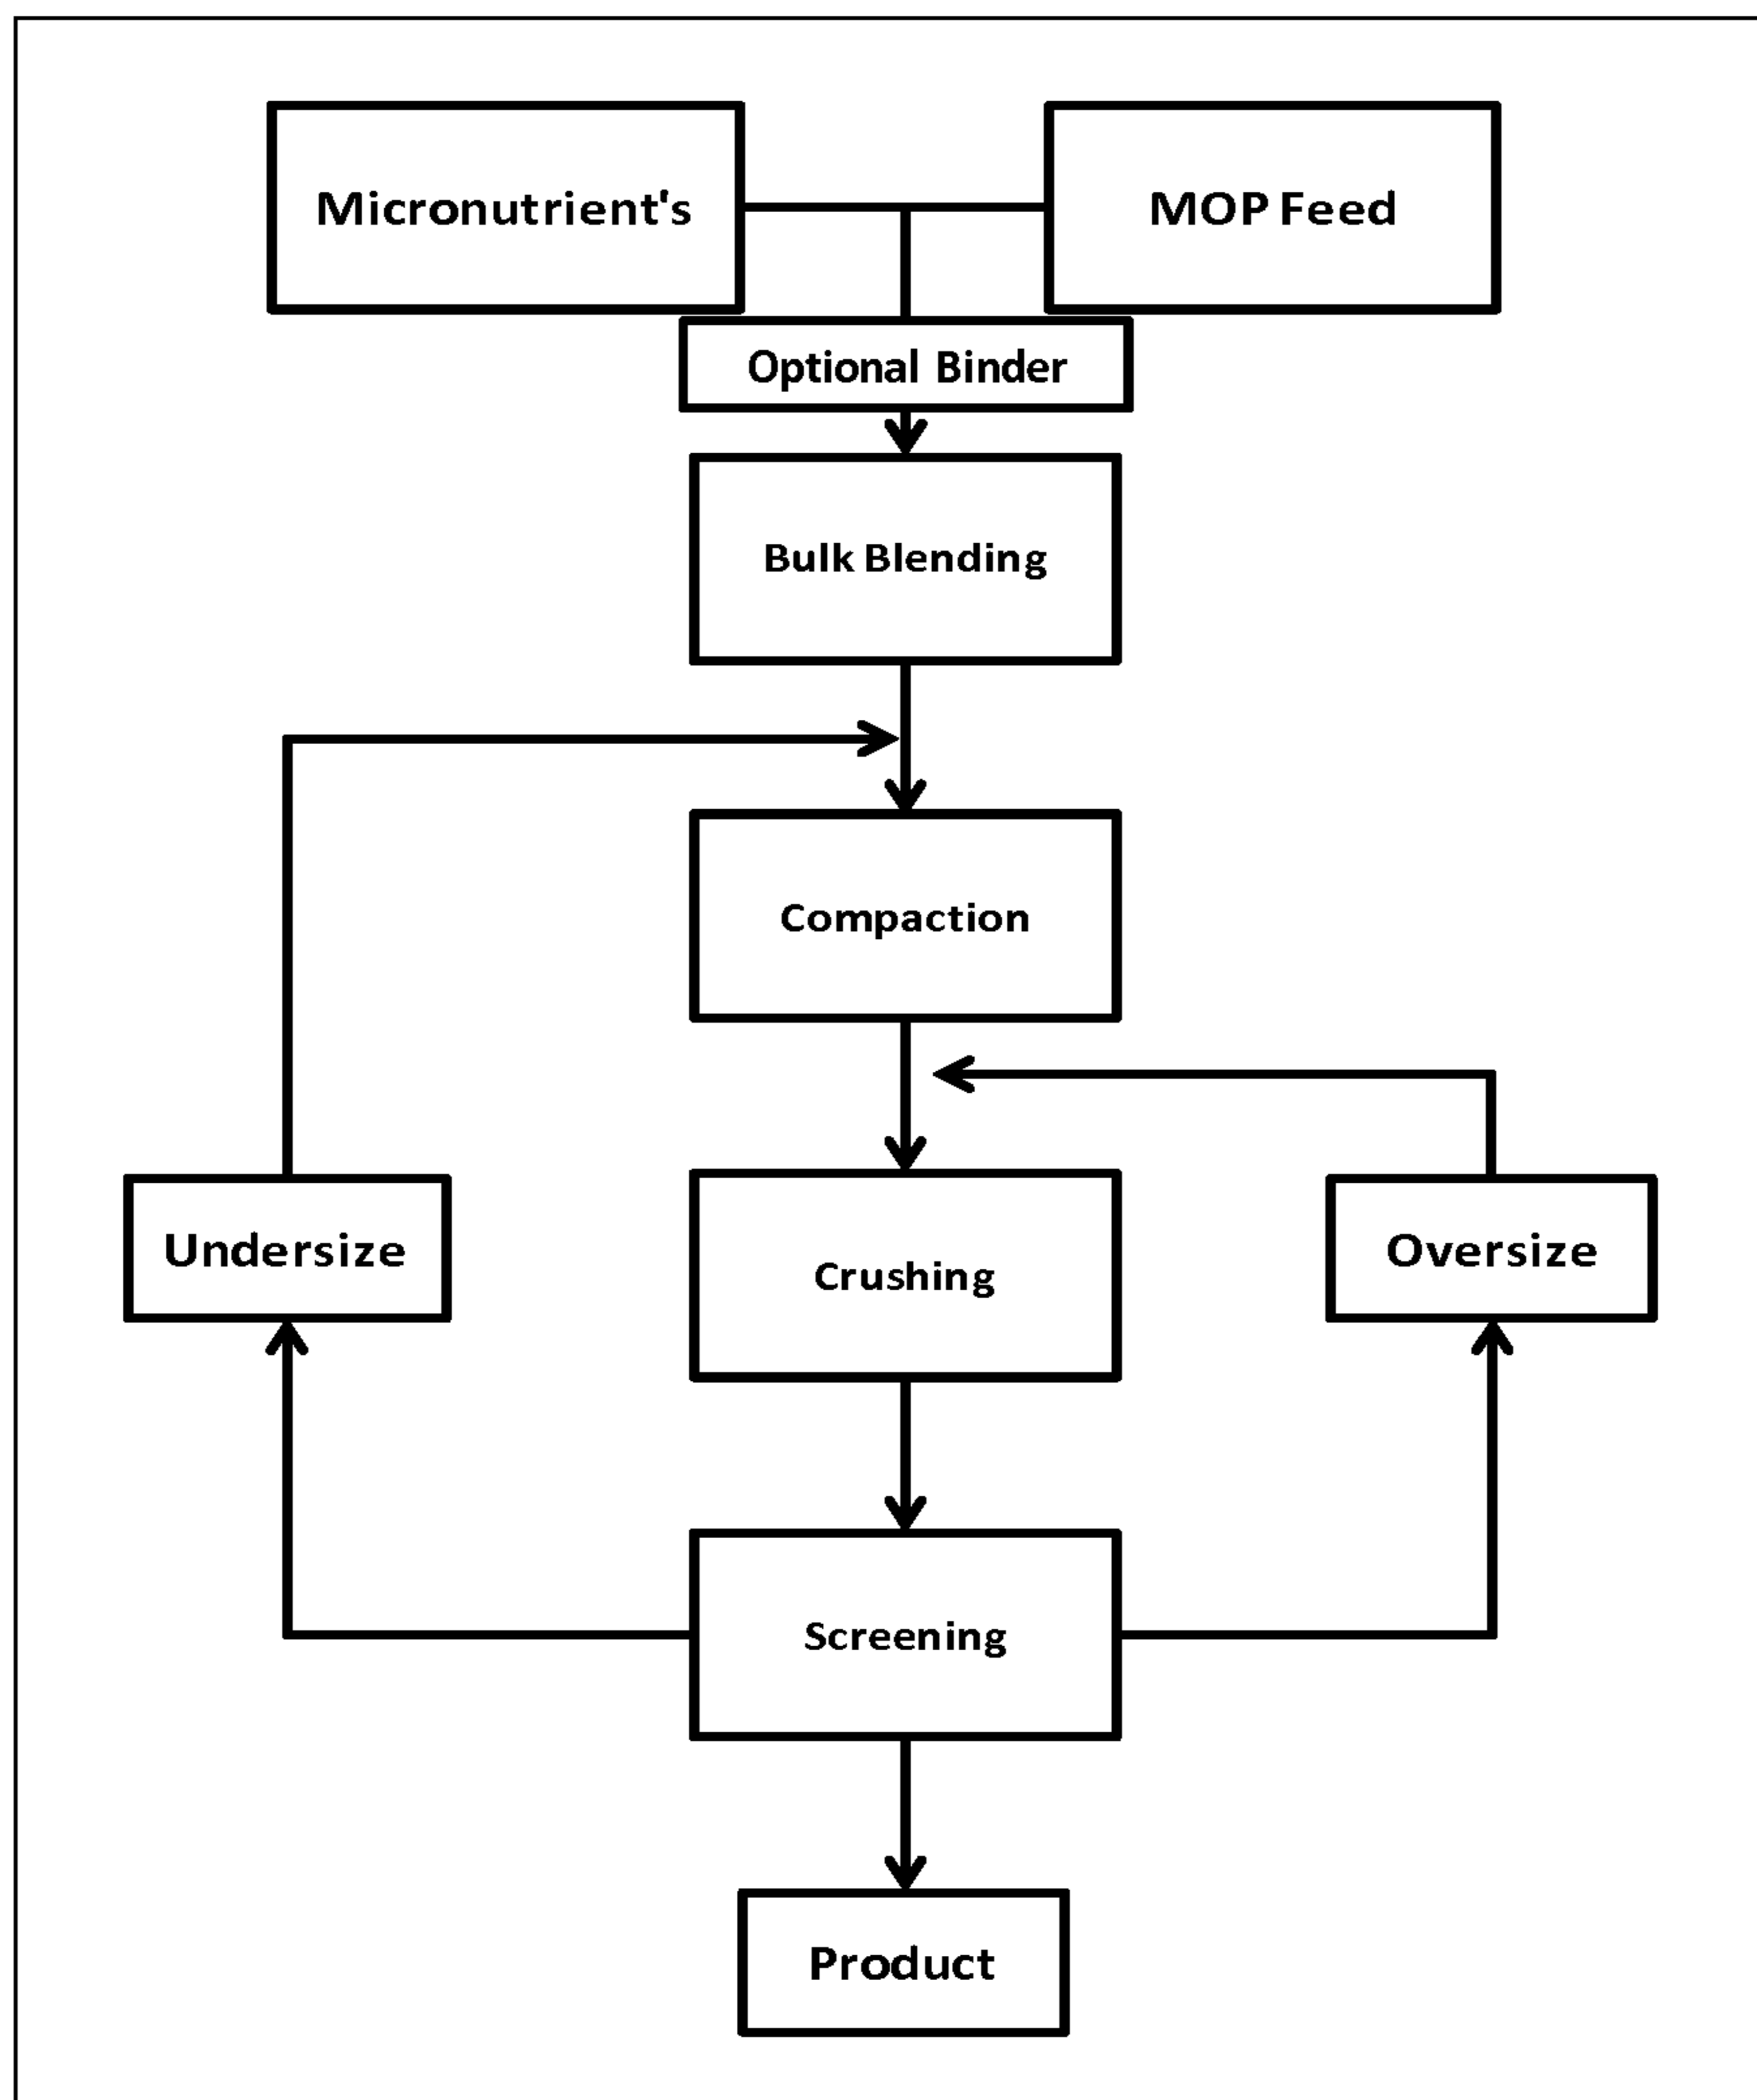 Micronutrient's
MOP Feed
Optional Binder
Bulk Blending
Compaction
Undersize
Crushing
Oversize
Screening
Product